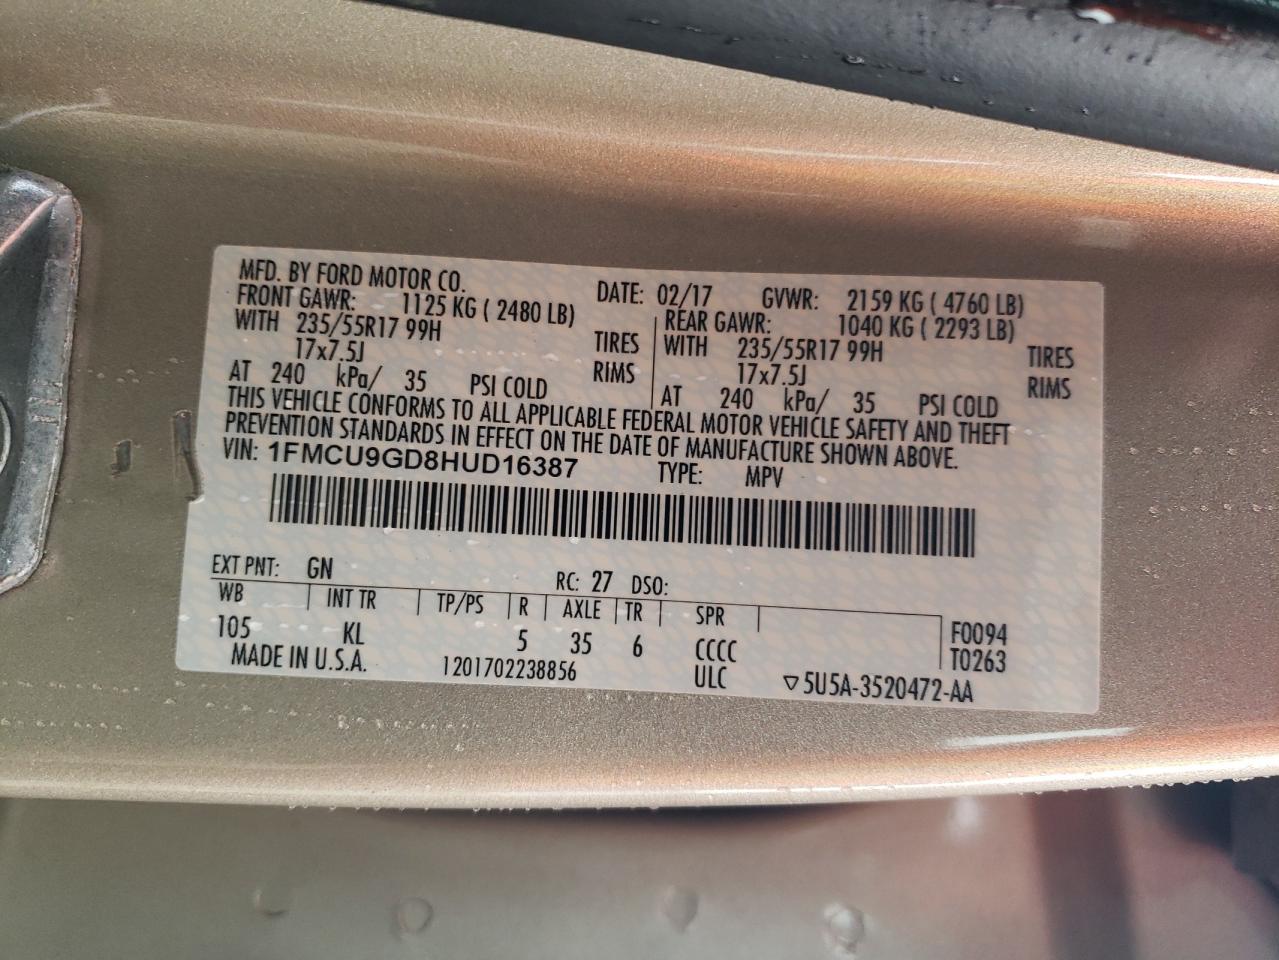 MFD. BY FORD MOTOR CO.
DATE: 02/17 GVWR: 2159 KG ( 4760 LB)
FRONT GAWR: 1125 KG ( 2480 LB)
WITH 235/55R17 99H TIRES
17x7.5J RIMS
AT 240 kPa/ 35 PSI COLD
REAR GAWR: 1040 KG ( 2293 LB)
WITH 235/55R17 99H TIRES
17x7.5J RIMS
AT 240 kPa/ 35 PSI COLD
THIS VEHICLE CONFORMS TO ALL APPLICABLE FEDERAL MOTOR VEHICLE SAFETY AND THEFT
PREVENTION STANDARDS IN EFFECT ON THE DATE OF MANUFACTURE SHOWN ABOVE.
VIN: 1FMCU9GD8HUD16387 TYPE: MPV
EXT PNT: GN RC: 27 DSO:
WB INT TR TP/PS R AXLE TR SPR
105 KL 5 35 6 CCCC F0094
T0263
MADE IN U.S.A. 1201702238856 ULC ▽5U5A-3520472-AA